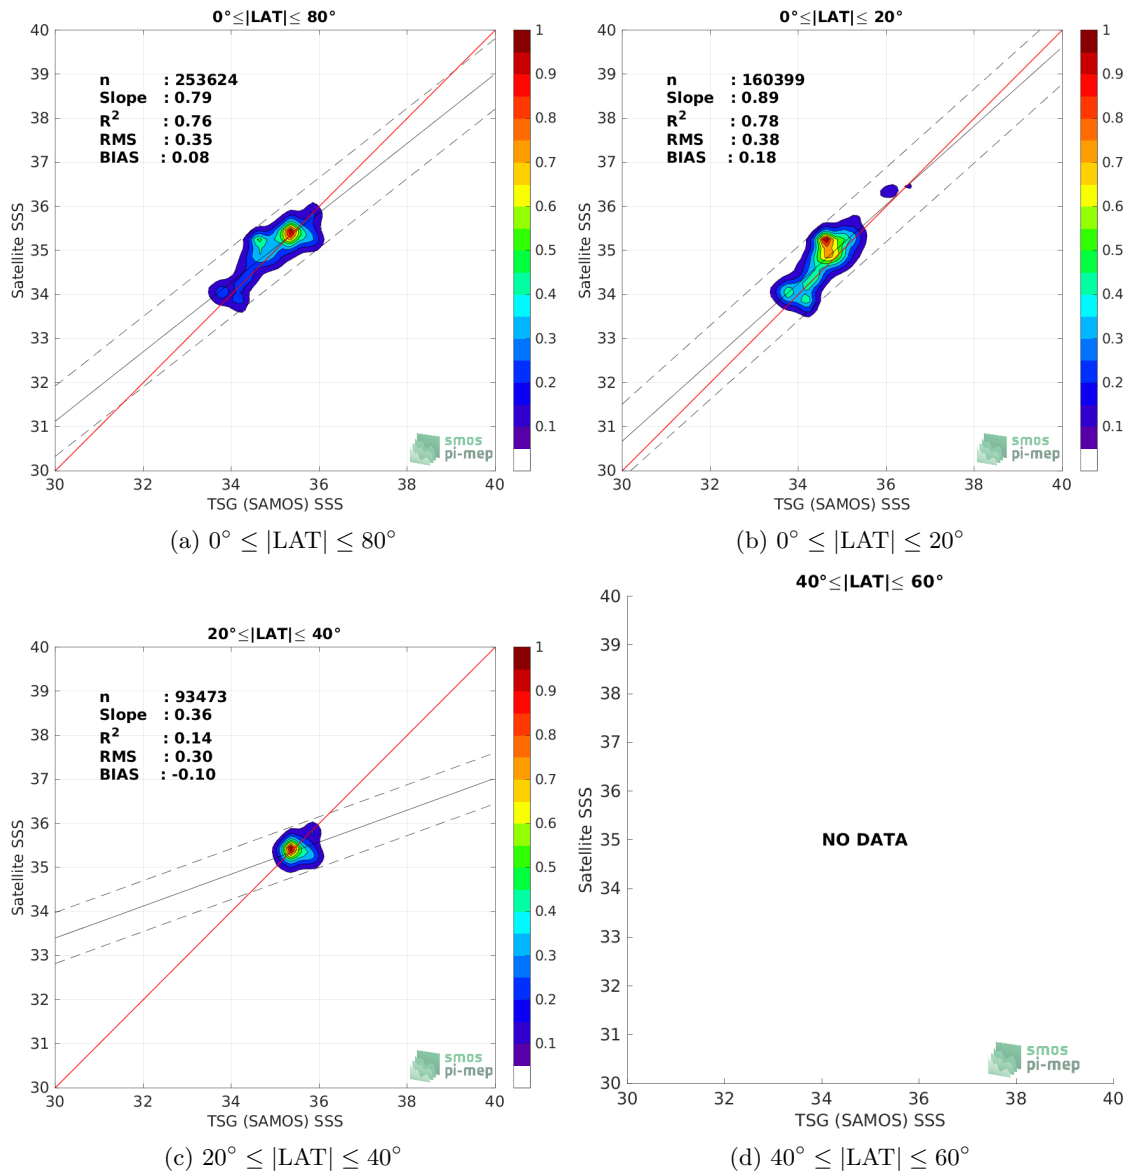 0°≤|LAT|≤ 80°
40
39
38
37
36
35
34
33
32
31
30
n : 253624
Slope : 0.79
R² : 0.76
RMS : 0.35
BIAS : 0.08
Satellite SSS
30 32 34 36 38 40
TSG (SAMOS) SSS
smos
pi-mep
1
0.9
0.8
0.7
0.6
0.5
0.4
0.3
0.2
0.1
(a) 0° ≤ |LAT| ≤ 80°
0°≤|LAT|≤ 20°
40
39
38
37
36
35
34
33
32
31
30
n : 160399
Slope : 0.89
R² : 0.78
RMS : 0.38
BIAS : 0.18
Satellite SSS
30 32 34 36 38 40
TSG (SAMOS) SSS
smos
pi-mep
1
0.9
0.8
0.7
0.6
0.5
0.4
0.3
0.2
0.1
(b) 0° ≤ |LAT| ≤ 20°
20°≤|LAT|≤ 40°
40
39
38
37
36
35
34
33
32
31
30
n : 93473
Slope : 0.36
R² : 0.14
RMS : 0.30
BIAS : -0.10
Satellite SSS
30 32 34 36 38 40
TSG (SAMOS) SSS
smos
pi-mep
1
0.9
0.8
0.7
0.6
0.5
0.4
0.3
0.2
0.1
(c) 20° ≤ |LAT| ≤ 40°
40°≤|LAT|≤ 60°
40
39
38
37
36
35
34
33
32
31
30
NO DATA
Satellite SSS
30 32 34 36 38 40
TSG (SAMOS) SSS
smos
pi-mep
(d) 40° ≤ |LAT| ≤ 60°